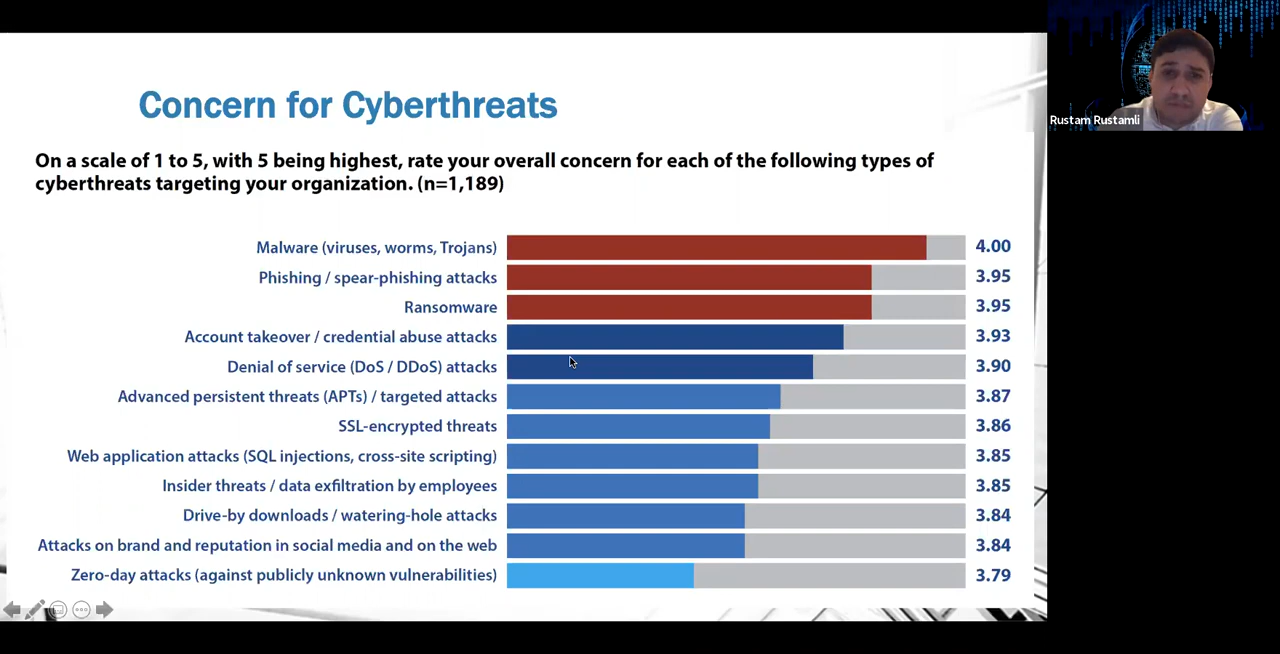 Concern for Cyberthreats
Rustam Rustamli
On a scale of 1 to 5, with 5 being highest, rate your overall concern for each of the following types of
cyberthreats targeting your organization. (n=1,189)
Malware (viruses, worms, Trojans) 4.00
Phishing / spear-phishing attacks 3.95
Ransomware 3.95
Account takeover / credential abuse attacks 3.93
Denial of service (DoS / DDoS) attacks 3.90
Advanced persistent threats (APTs) / targeted attacks 3.87
SSL-encrypted threats 3.86
Web application attacks (SQL injections, cross-site scripting) 3.85
Insider threats / data exfiltration by employees 3.85
Drive-by downloads / watering-hole attacks 3.84
Attacks on brand and reputation in social media and on the web 3.84
Zero-day attacks (against publicly unknown vulnerabilities) 3.79